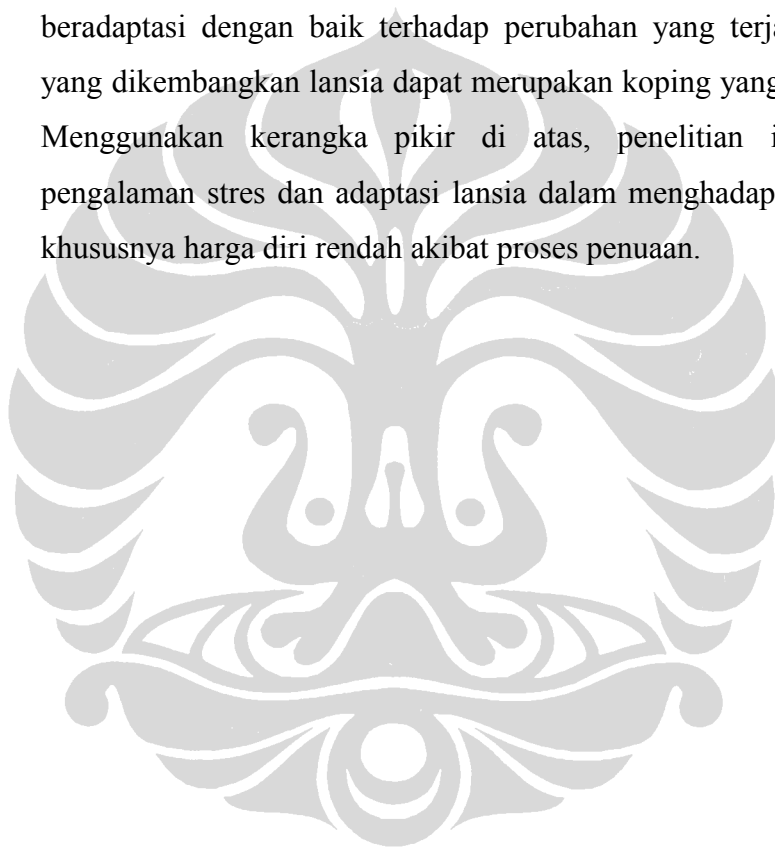 beradaptasi dengan baik terhadap perubahan yang
yang dikembangkan lansia dapat merupakan koping yang
Menggunakan kerangka pikir di atas, penelitian
pengalaman stres dan adaptasi lansia dalam
khususnya harga diri rendah akibat proses penuaan.